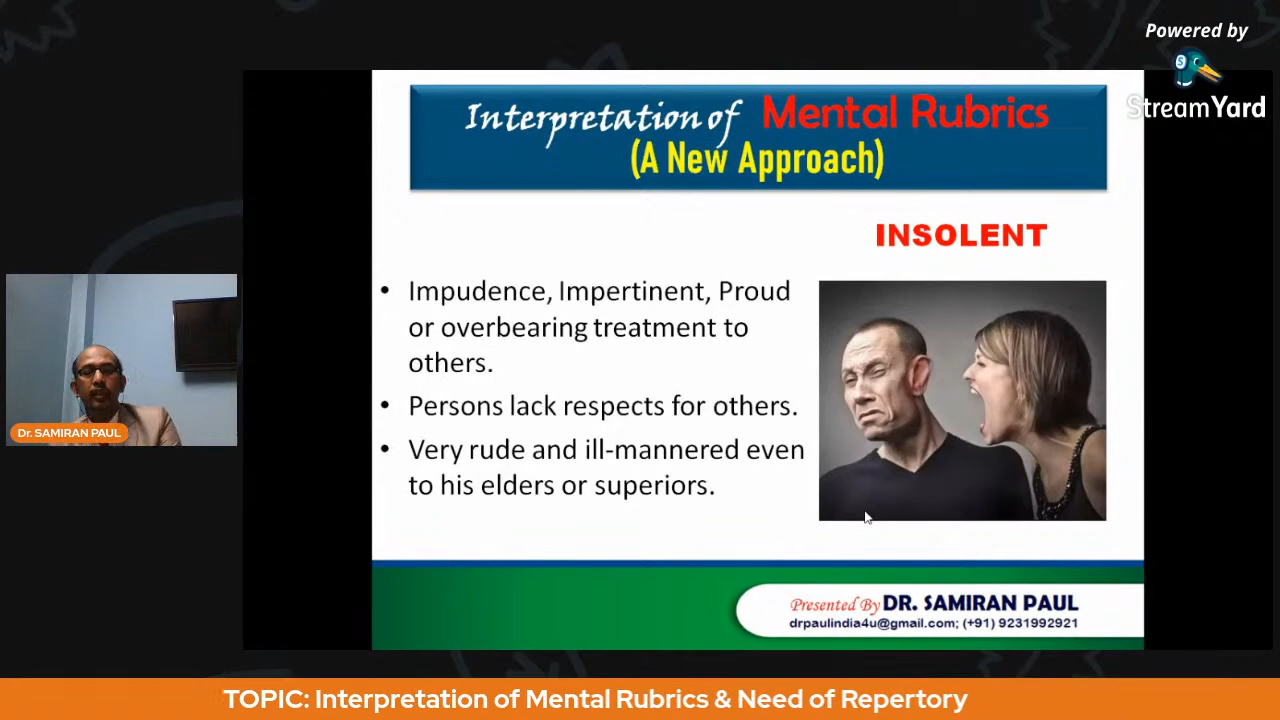 Powered by
StreamYard
Interpretation of Mental Rubrics
(A New Approach)
INSOLENT
• Impudence, Impertinent, Proud
or overbearing treatment to
others.
• Persons lack respects for others.
• Very rude and ill-mannered even
to his elders or superiors.
Dr. SAMIRAN PAUL
Presented By DR. SAMIRAN PAUL
drpaulindia4u@gmail.com; (+91) 9231992921
TOPIC: Interpretation of Mental Rubrics & Need of Repertory